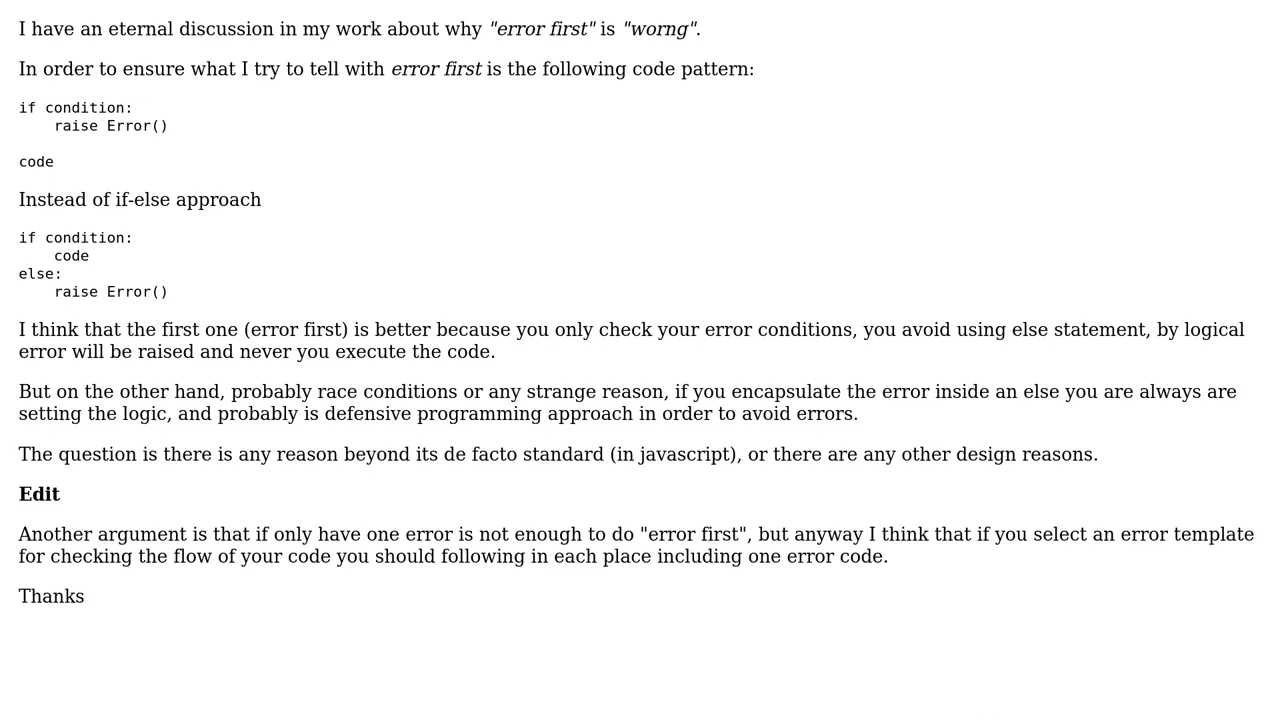 I have an eternal discussion in my work about why "error first" is "worng".
In order to ensure what I try to tell with error first is the following code pattern:
if condition:
    raise Error()
code
Instead of if-else approach
if condition:
    code
else:
    raise Error()
I think that the first one (error first) is better because you only check your error conditions, you avoid using else statement, by logical
error will be raised and never you execute the code.
But on the other hand, probably race conditions or any strange reason, if you encapsulate the error inside an else you are always are
setting the logic, and probably is defensive programming approach in order to avoid errors.
The question is there is any reason beyond its de facto standard (in javascript), or there are any other design reasons.
Edit
Another argument is that if only have one error is not enough to do "error first", but anyway I think that if you select an error template
for checking the flow of your code you should following in each place including one error code.
Thanks